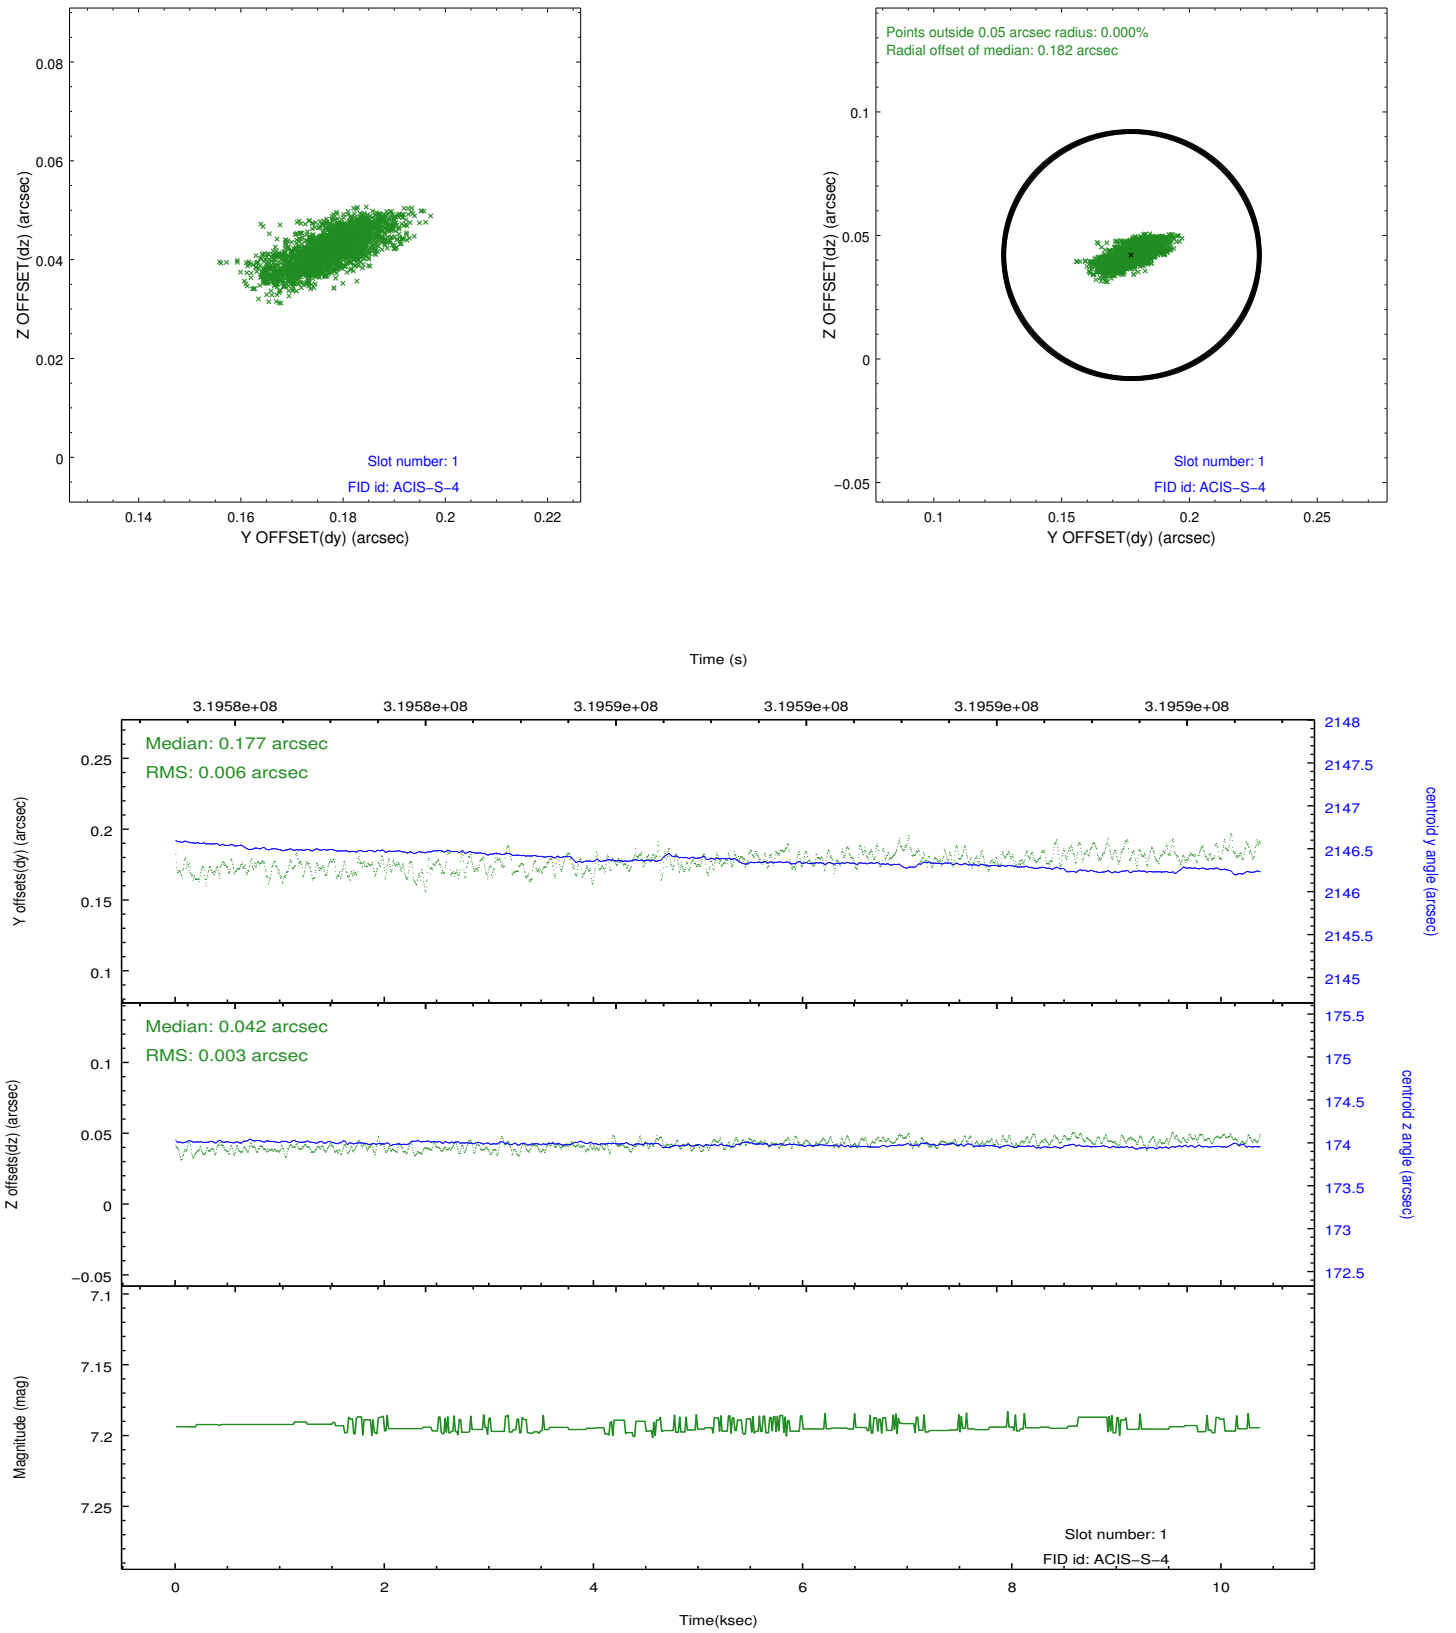 0.08
0.06
0.04
0.02
0
Z OFFSET(dz) (arcsec)
Slot number: 1
FID id: ACIS−S−4
0.14 0.16 0.18 0.2 0.22
Y OFFSET(dy) (arcsec)
Points outside 0.05 arcsec radius: 0.000%
Radial offset of median: 0.182 arcsec
0.1
0.05
0
−0.05
Z OFFSET(dz) (arcsec)
Slot number: 1
FID id: ACIS−S−4
0.1 0.15 0.2 0.25
Y OFFSET(dy) (arcsec)
Time (s)
3.1958e+08 3.1958e+08 3.1959e+08 3.1959e+08 3.1959e+08 3.1959e+08
Median: 0.177 arcsec
RMS: 0.006 arcsec
0.25
0.2
0.15
0.1
Y offsets(dy) (arcsec)
2148
2147.5
2147
2146.5
2146
2145.5
2145
centroid y angle (arcsec)
Median: 0.042 arcsec
RMS: 0.003 arcsec
0.1
0.05
0
−0.05
Z offsets(dz) (arcsec)
175.5
175
174.5
174
173.5
173
172.5
centroid z angle (arcsec)
7.1
7.15
7.2
7.25
Magnitude (mag)
Slot number: 1
FID id: ACIS−S−4
0 2 4 6 8 10
Time(ksec)